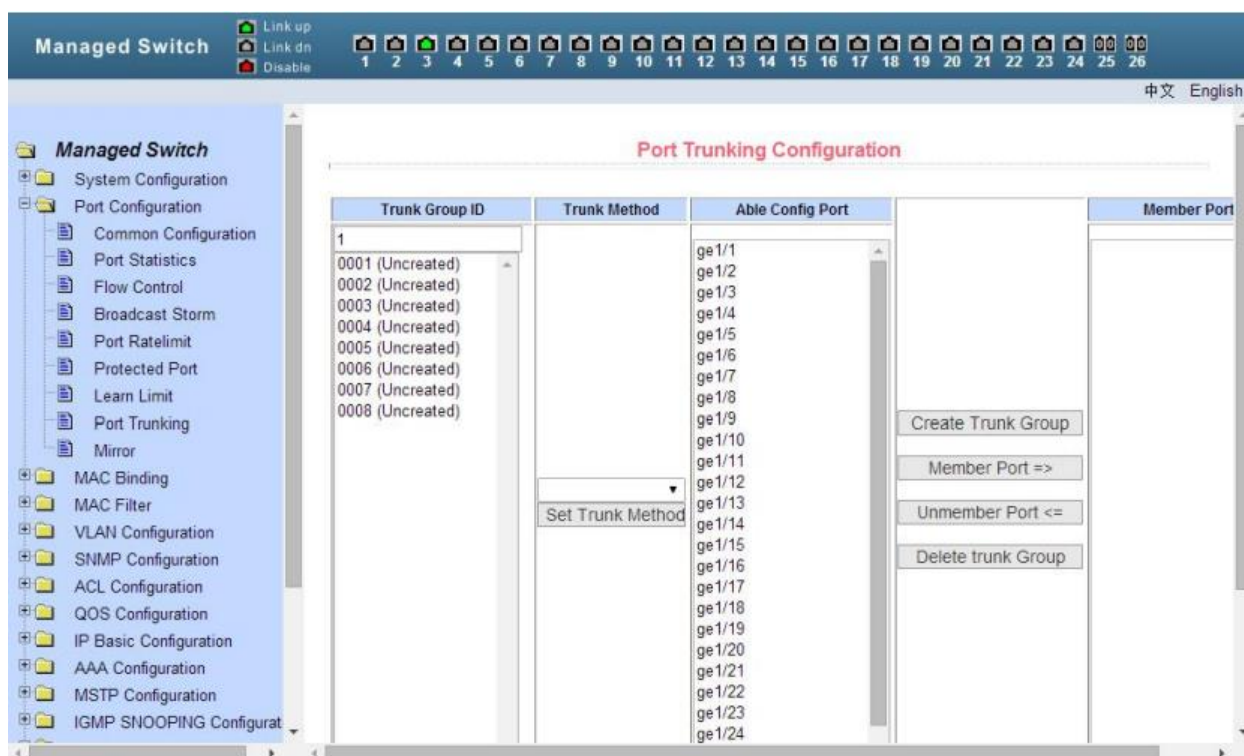 Managed Switch
Link up
Link dn
Disable
1 2 3 4 5 6 7 8 9 10 11 12 13 14 15 16 17 18 19 20 21 22 23 24 25 26
中文 English
Managed Switch
System Configuration
Port Configuration
Common Configuration
Port Statistics
Flow Control
Broadcast Storm
Port Ratelimit
Protected Port
Learn Limit
Port Trunking
Mirror
MAC Binding
MAC Filter
VLAN Configuration
SNMP Configuration
ACL Configuration
QOS Configuration
IP Basic Configuration
AAA Configuration
MSTP Configuration
IGMP SNOOPING Configurat
Port Trunking Configuration
Trunk Group ID
1
0001 (Uncreated)
0002 (Uncreated)
0003 (Uncreated)
0004 (Uncreated)
0005 (Uncreated)
0006 (Uncreated)
0007 (Uncreated)
0008 (Uncreated)
Trunk Method
Set Trunk Method
Able Config Port
ge1/1
ge1/2
ge1/3
ge1/4
ge1/5
ge1/6
ge1/7
ge1/8
ge1/9
ge1/10
ge1/11
ge1/12
ge1/13
ge1/14
ge1/15
ge1/16
ge1/17
ge1/18
ge1/19
ge1/20
ge1/21
ge1/22
ge1/23
ge1/24
Create Trunk Group
Member Port =>
Unmember Port <=
Delete trunk Group
Member Port